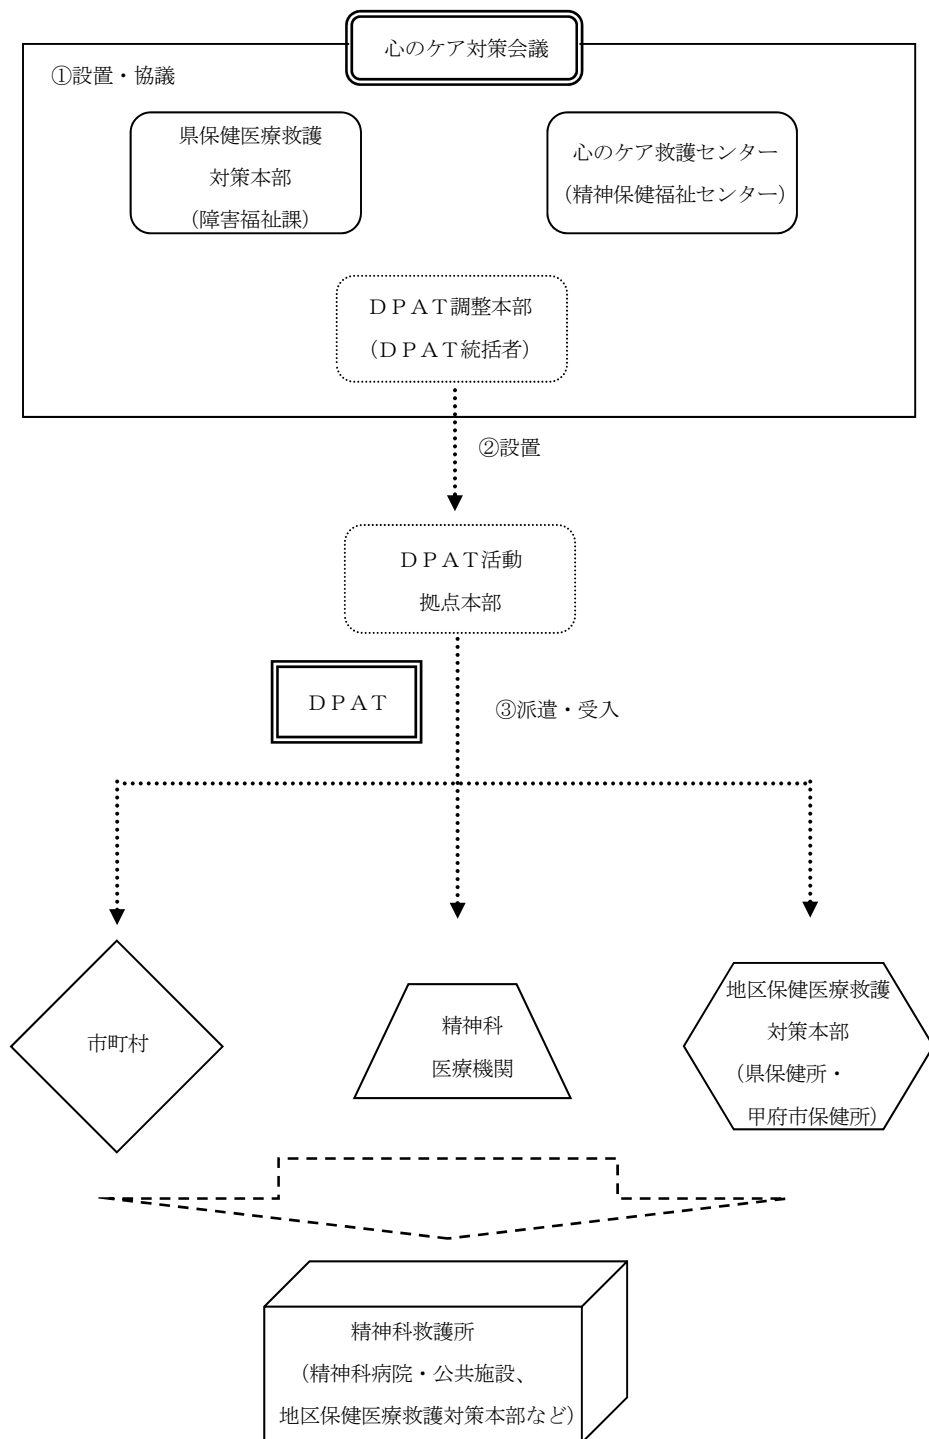 心のケア対策会議
①設置・協議
県保健医療救護
対策本部
（障害福祉課）
心のケア救護センター
（精神保健福祉センター）
ＤＰＡＴ調整本部
（ＤＰＡＴ統括者）
②設置
ＤＰＡＴ活動
拠点本部
ＤＰＡＴ
③派遣・受入
市町村
精神科
医療機関
地区保健医療救護
対策本部
（県保健所・
甲府市保健所）
精神科救護所
（精神科病院・公共施設、
地区保健医療救護対策本部など）